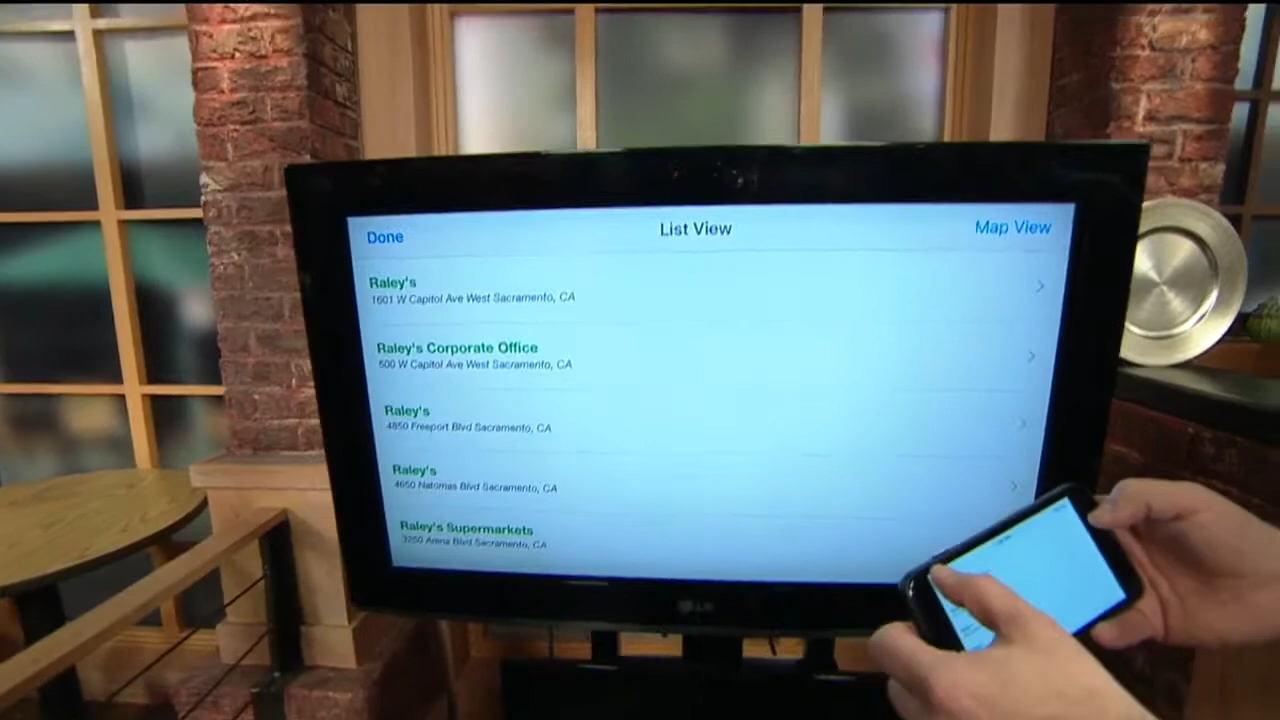 Done
List View
Map View
Raley's
1601 W Capitol Ave West Sacramento, CA
Raley's Corporate Office
500 W Capitol Ave West Sacramento, CA
Raley's
4850 Freeport Blvd Sacramento, CA
Raley's
4650 Natomas Blvd Sacramento, CA
Raley's Supermarkets
3250 Arena Blvd Sacramento, CA
LG